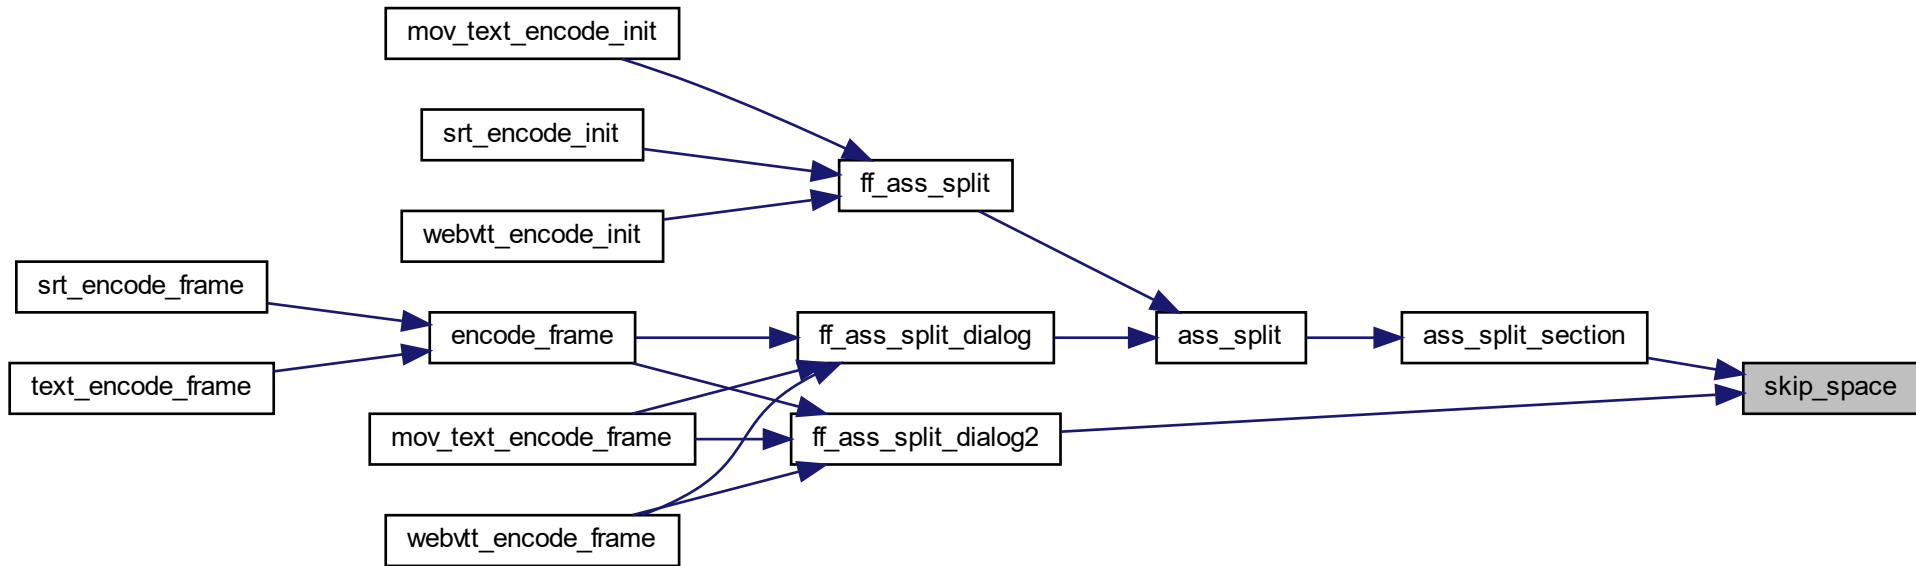 mov_text_encode_init
srt_encode_init
ff_ass_split
webvtt_encode_init
srt_encode_frame
encode_frame
ff_ass_split_dialog
ass_split
ass_split_section
text_encode_frame
skip_space
mov_text_encode_frame
ff_ass_split_dialog2
webvtt_encode_frame